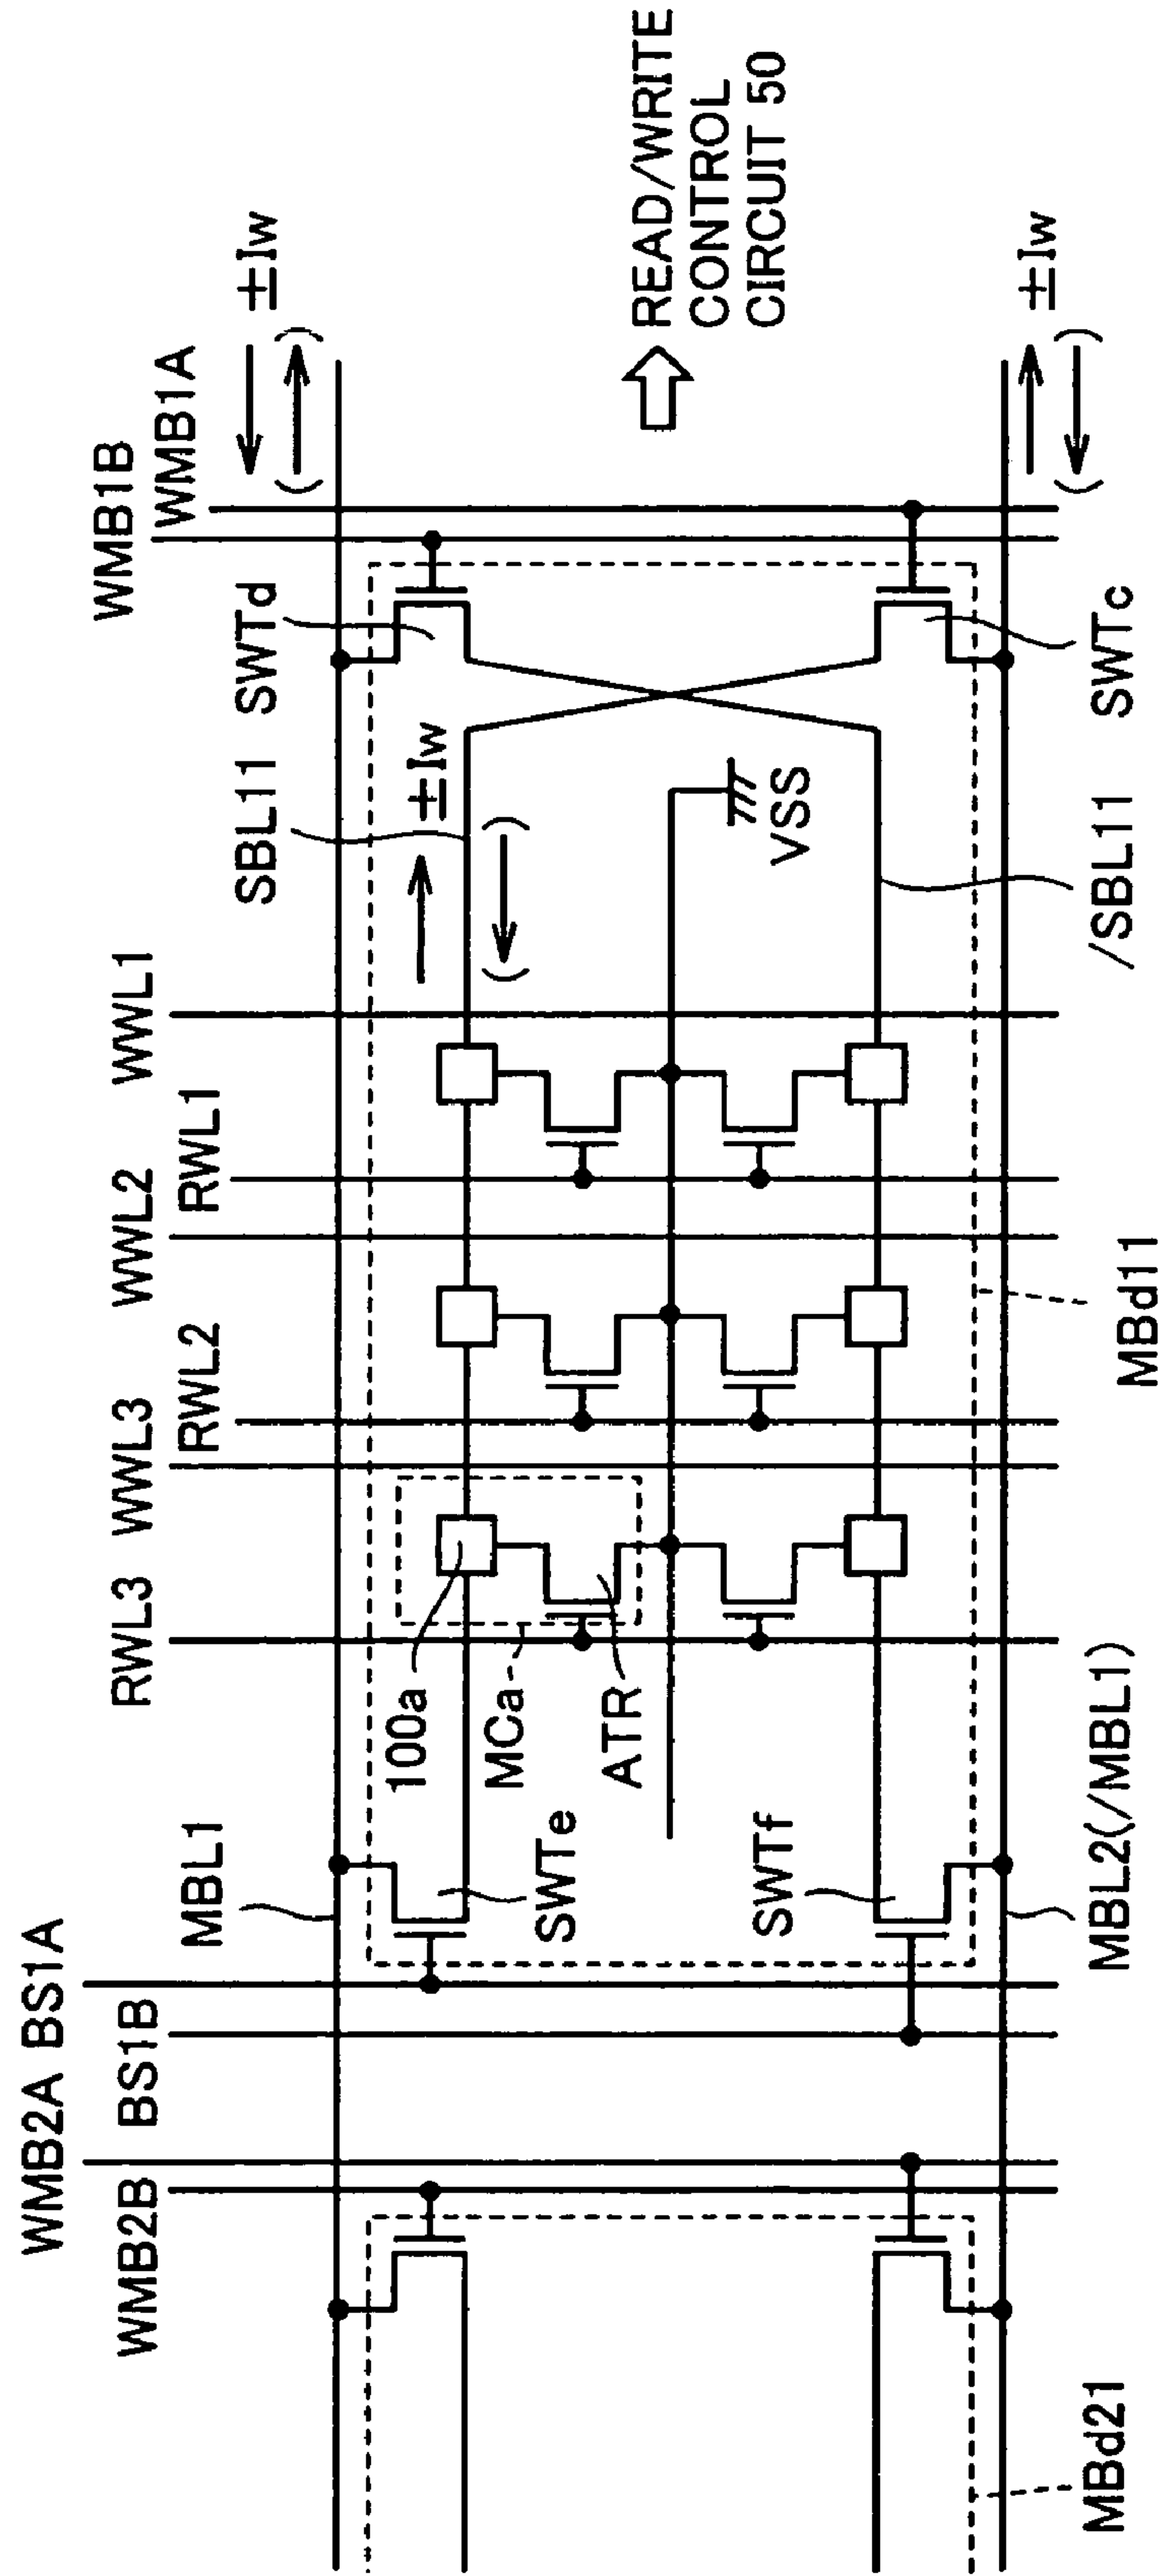 WMB2A BS1A
WMB2B BS1B
RWL3 WWL3 WWL2 WWL1
RWL2 RWL1
WMB1B
WMB1A
MBL1
SBL11 SWTd
±Iw
±Iw
100a
MCa
ATR
SWTe
SWTf
VSS
READ/WRITE
CONTROL
CIRCUIT 50
±Iw
MBL2(/MBL1)
/SBL11
SWTc
MBd11
MBd21